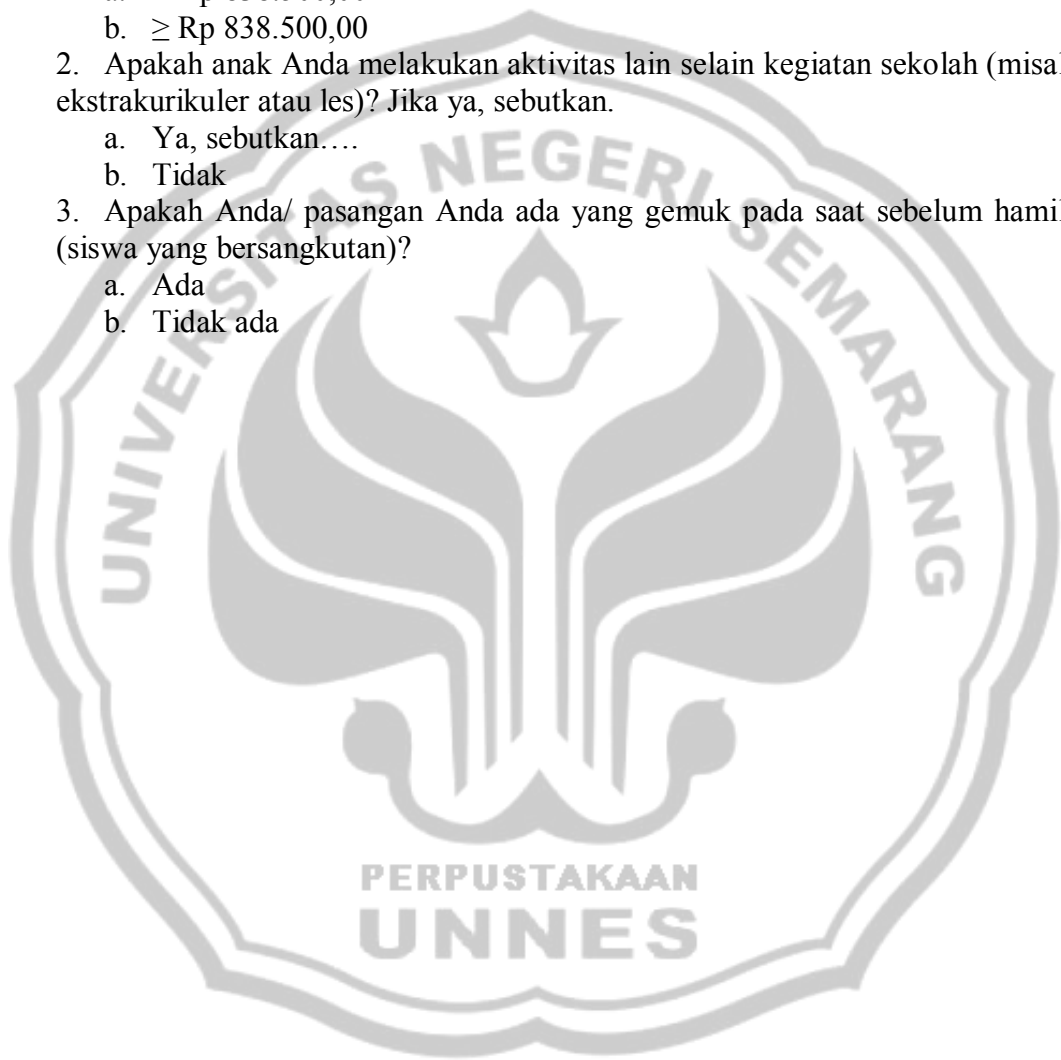 b. ≥ Rp 838.500,00
2. Apakah anak Anda melakukan aktivitas lain selain kegiatan sekolah (misal
ekstrakurikuler atau les)? Jika ya, sebutkan.
a. Ya, sebutkan….
b. Tidak
3. Apakah Anda/ pasangan Anda ada yang gemuk pada saat sebelum hamil
(siswa yang bersangkutan)?
a. Ada
b. Tidak ada
UNIVERSITAS NEGERI SEMARANG
PERPUSTAKAAN
UNNES